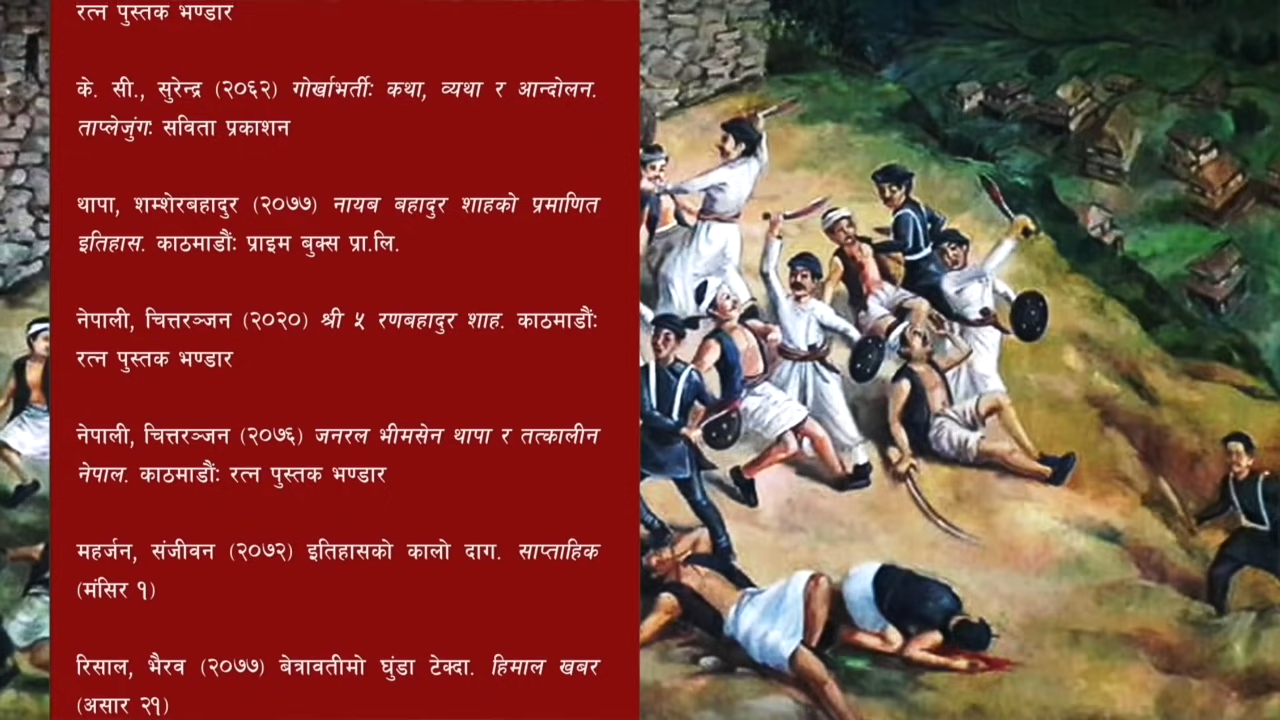 रत्न पुस्तक भण्डार
के. सी., सुरेन्द्र (२०६२) गोर्खाभर्तीः कथा, व्यथा र आन्दोलन.
ताप्लेजुंगः सविता प्रकाशन
थापा, शम्शेरबहादुर (२०७७) नायब बहादुर शाहको प्रमाणित
इतिहास. काठमाडौंः प्राइम बुक्स प्रा.लि.
नेपाली, चित्तरञ्जन (२०२०) श्री ५ रणबहादुर शाह. काठमाडौंः
रत्न पुस्तक भण्डार
नेपाली, चित्तरञ्जन (२०७६) जनरल भीमसेन थापा र तत्कालीन
नेपाल. काठमाडौंः रत्न पुस्तक भण्डार
महर्जन, संजीवन (२०७२) इतिहासको कालो दाग. साप्ताहिक
(मंसिर १)
रिसाल, भैरव (२०७७) बेत्रावतीमो घुंडा टेक्दा. हिमाल खबर
(असार २१)